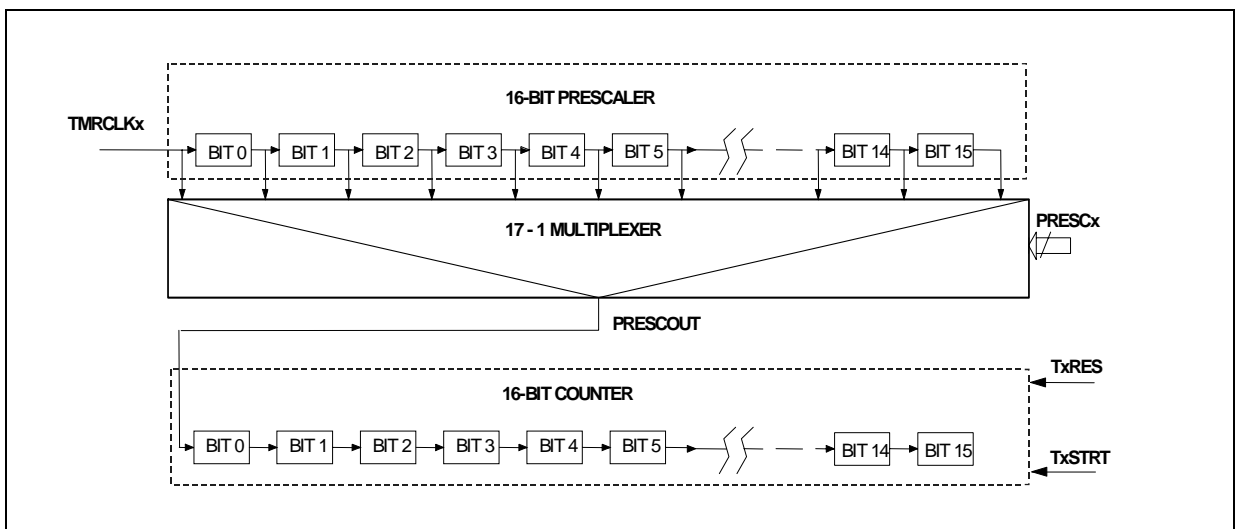 16-BIT PRESCALER
TMRCLKx
BIT 0 BIT 1 BIT 2 BIT 3 BIT 4 BIT 5 BIT 14 BIT 15
17 - 1 MULTIPLEXER
PRESCx
PRESCOUT
TxRES
16-BIT COUNTER
BIT 0 BIT 1 BIT 2 BIT 3 BIT 4 BIT 5 BIT 14 BIT 15
TxSTRT